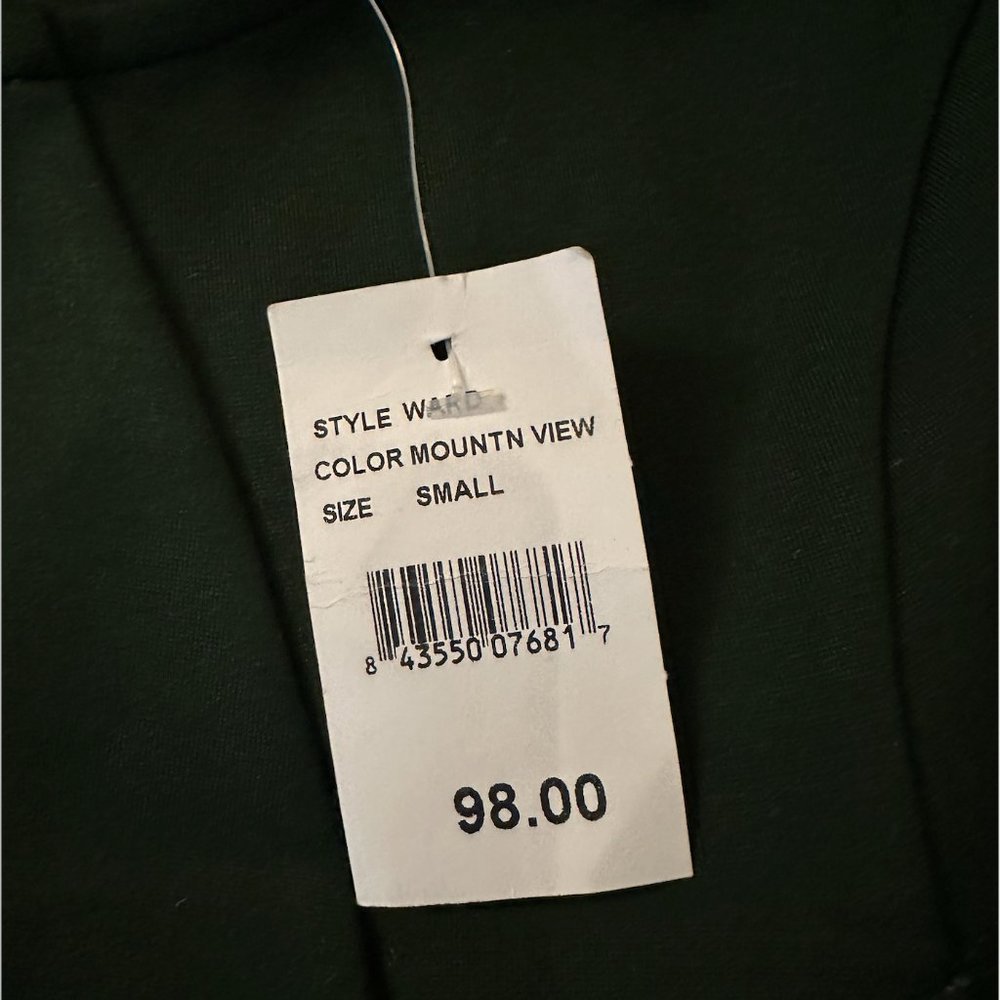 STYLE WARD
COLOR MOUNTN VIEW
SIZE SMALL
8 43550 07681 7
98.00